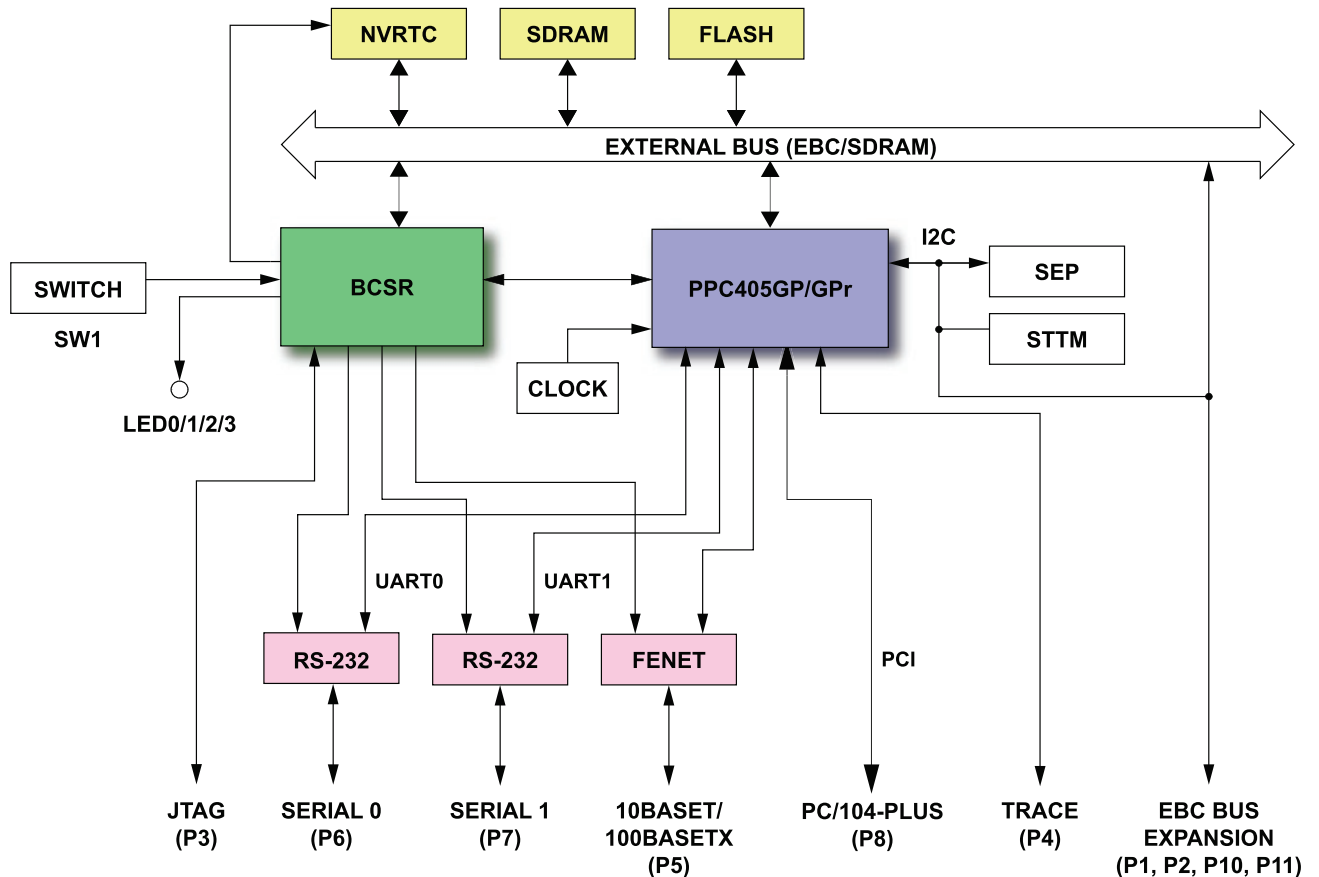 NVRTC
SDRAM
FLASH
EXTERNAL BUS (EBC/SDRAM)
I2C
SWITCH
SW1
BCSR
PPC405GP/GPr
SEP
STTM
CLOCK
LED0/1/2/3
UART0
UART1
RS-232
RS-232
FENET
PCI
JTAG
(P3)
SERIAL 0
(P6)
SERIAL 1
(P7)
10BASET/
100BASETX
(P5)
PC/104-PLUS
(P8)
TRACE
(P4)
EBC BUS
EXPANSION
(P1, P2, P10, P11)